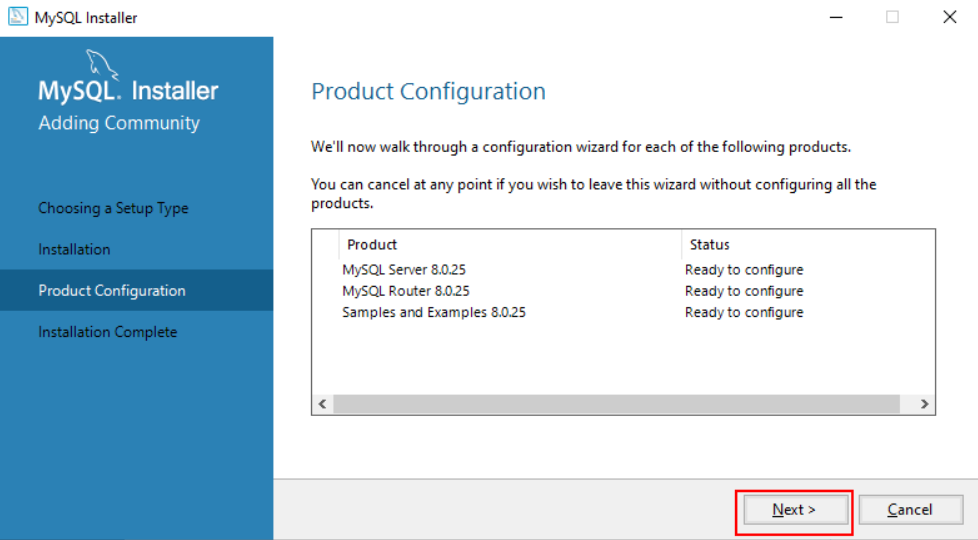 MySQL Installer
MySQL. Installer
Adding Community
Choosing a Setup Type
Installation
Product Configuration
Installation Complete
Product Configuration
We'll now walk through a configuration wizard for each of the following products.
You can cancel at any point if you wish to leave this wizard without configuring all the
products.
Product Status
MySQL Server 8.0.25 Ready to configure
MySQL Router 8.0.25 Ready to configure
Samples and Examples 8.0.25 Ready to configure
Next > Cancel